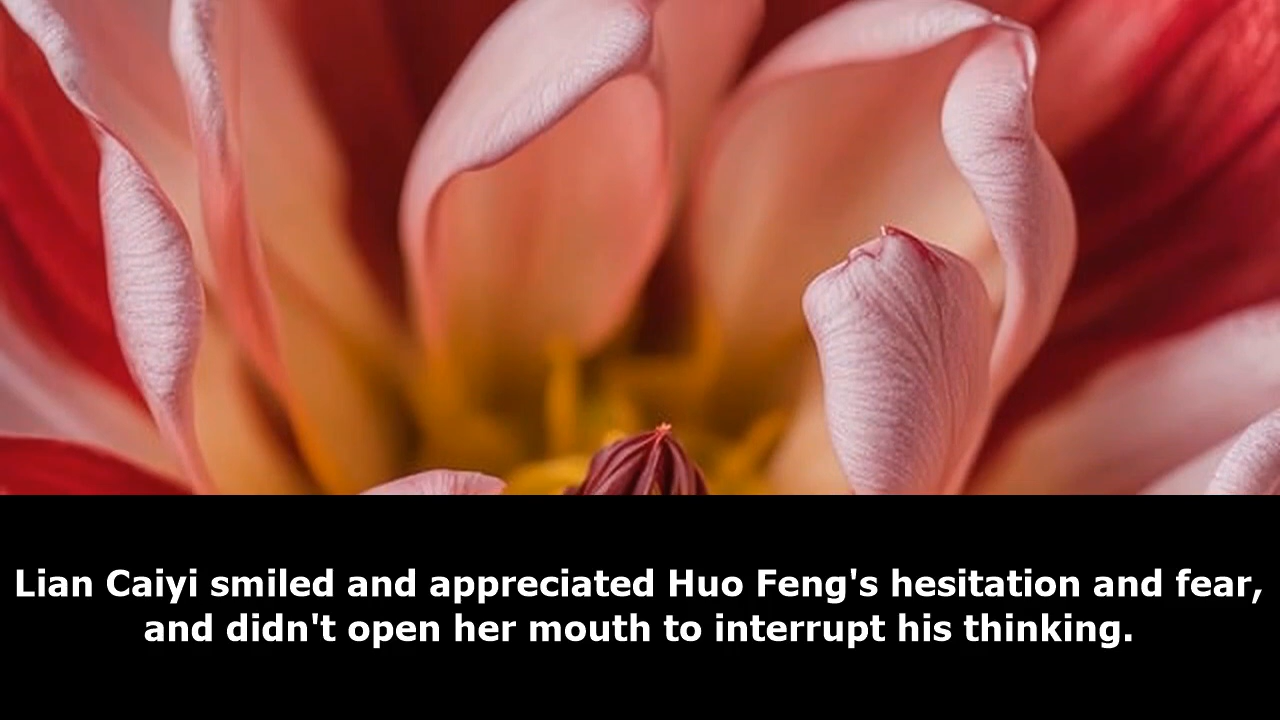 Lian Caiyi smiled and appreciated Huo Feng's hesitation and fear,
and didn't open her mouth to interrupt his thinking.